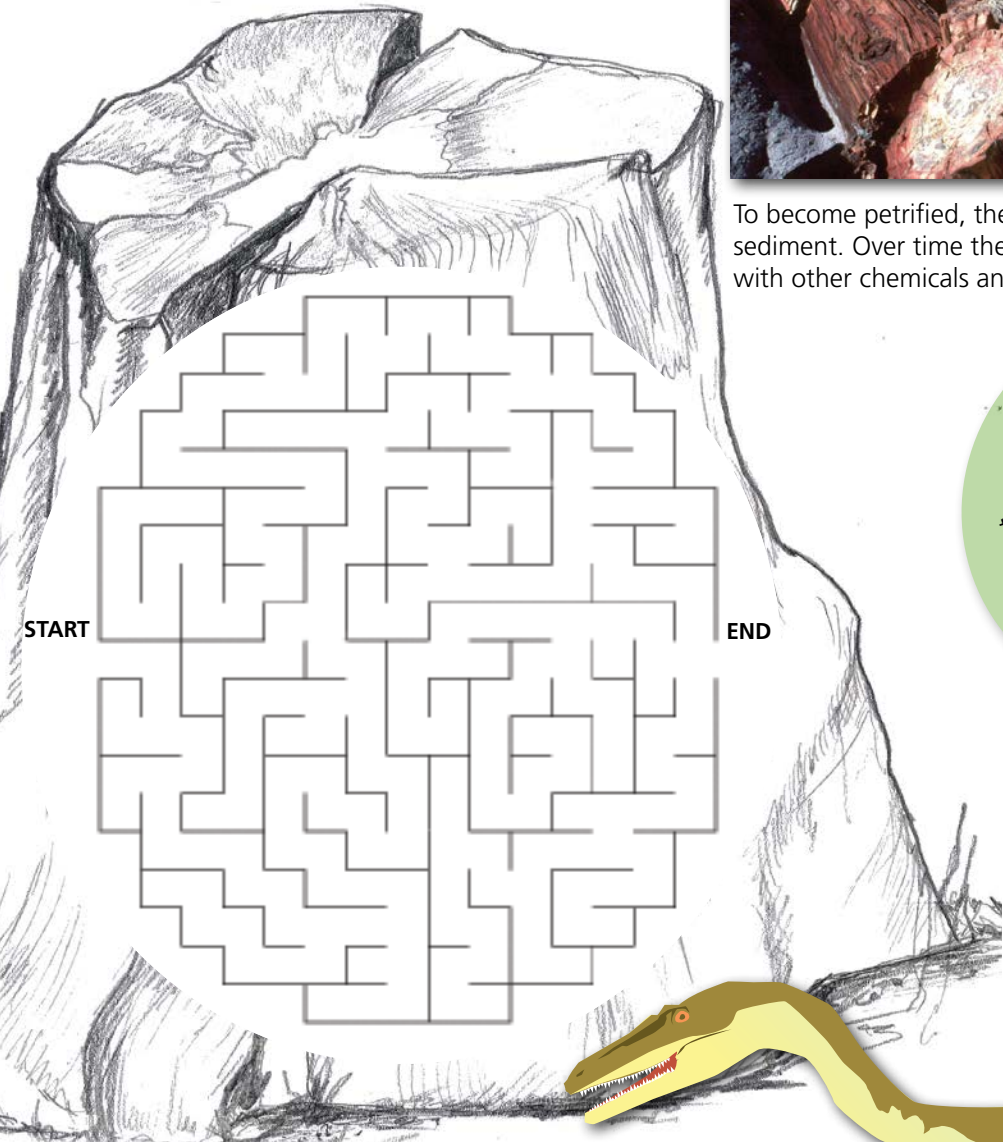 To become petrified, the
sediment. Over time the
with other chemicals an
START
END